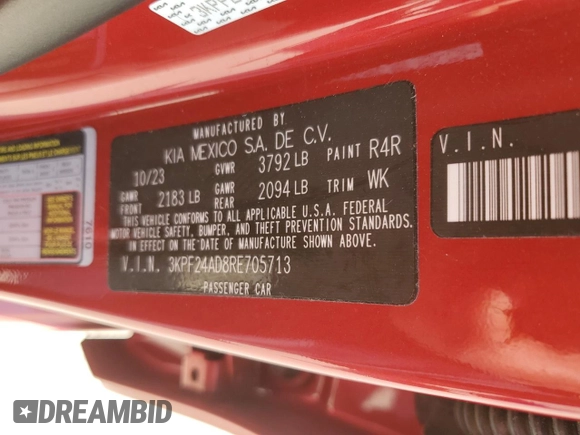 MANUFACTURED BY
KIA MEXICO S.A. DE C.V.
10/23 GVWR 3792 LB PAINT R4R
GAWR FRONT 2183 LB GAWR REAR 2094 LB TRIM WK
THIS VEHICLE CONFORMS TO ALL APPLICABLE U.S.A. FEDERAL
MOTOR VEHICLE SAFETY, BUMPER, AND THEFT PREVENTION STANDARDS.
IN EFFECT ON THE DATE OF MANUFACTURE SHOWN ABOVE.
V.I.N. 3KPF24AD8RE705713
PASSENGER CAR
V.I.N.
7610
DREAMBID